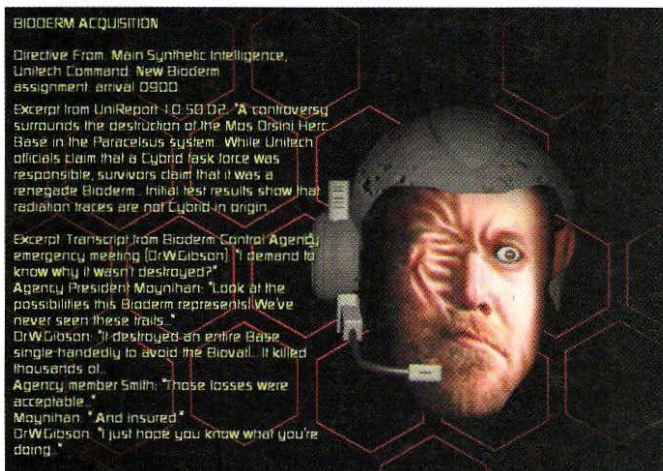 BIODERM ACQUISITION
Directive From: Main Synthetic Intelligence,
Unitech Command. New Bioderm
assignment: arrival 0900.
Excerpt from UniReport 10.50.02: "A controversy
surrounds the destruction of the Mos Orsini Herc
Base in the Paracelsus system. While Unitech
officials claim that a Cybrid task force was
responsible, survivors claim that it was a
renegade Bioderm. Initial test results show that
radiation traces are not Cybrid in origin.
Excerpt: Transcript from Bioderm Control Agency
emergency meeting (DrWGibson): "I demand to
know why it wasn't destroyed?"
Agency President Moynihan: "Look at the
possibilities this Bioderm represents! We've
never seen these traits..."
DrWGibson: "It destroyed an entire Base
single-handedly to avoid the Biovat!.. It killed
thousands of..
Agency member Smith: "Those losses were
acceptable."
Moynihan: "And insured."
DrWGibson: "I just hope you know what you're
doing..."